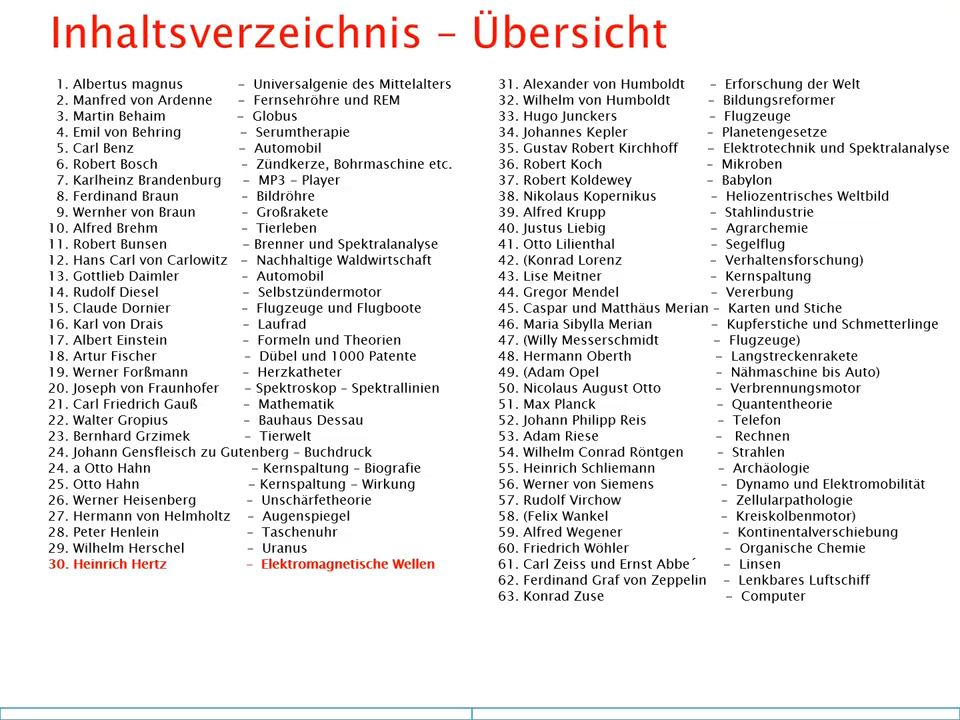 Inhaltsverzeichnis – Übersicht
1. Albertus magnus – Universalgenie des Mittelalters
2. Manfred von Ardenne – Fernsehröhre und REM
3. Martin Behaim – Globus
4. Emil von Behring – Serumtherapie
5. Carl Benz – Automobil
6. Robert Bosch – Zündkerze, Bohrmaschine etc.
7. Karlheinz Brandenburg – MP3 – Player
8. Ferdinand Braun – Bildröhre
9. Wernher von Braun – Großrakete
10. Alfred Brehm – Tierleben
11. Robert Bunsen – Brenner und Spektralanalyse
12. Hans Carl von Carlowitz – Nachhaltige Waldwirtschaft
13. Gottlieb Daimler – Automobil
14. Rudolf Diesel – Selbstzündermotor
15. Claude Dornier – Flugzeuge und Flugboote
16. Karl von Drais – Laufrad
17. Albert Einstein – Formeln und Theorien
18. Artur Fischer – Dübel und 1000 Patente
19. Werner Forßmann – Herzkatheter
20. Joseph von Fraunhofer – Spektroskop – Spektrallinien
21. Carl Friedrich Gauß – Mathematik
22. Walter Gropius – Bauhaus Dessau
23. Bernhard Grzimek – Tierwelt
24. Johann Gensfleisch zu Gutenberg – Buchdruck
24. a Otto Hahn – Kernspaltung – Biografie
25. Otto Hahn – Kernspaltung – Wirkung
26. Werner Heisenberg – Unschärfetheorie
27. Hermann von Helmholtz – Augenspiegel
28. Peter Henlein – Taschenuhr
29. Wilhelm Herschel – Uranus
30. Heinrich Hertz – Elektromagnetische Wellen
31. Alexander von Humboldt – Erforschung der Welt
32. Wilhelm von Humboldt – Bildungsreformer
33. Hugo Junckers – Flugzeuge
34. Johannes Kepler – Planetengesetze
35. Gustav Robert Kirchhoff – Elektrotechnik und Spektralanalyse
36. Robert Koch – Mikroben
37. Robert Koldewey – Babylon
38. Nikolaus Kopernikus – Heliozentrisches Weltbild
39. Alfred Krupp – Stahlindustrie
40. Justus Liebig – Agrarchemie
41. Otto Lilienthal – Segelflug
42. (Konrad Lorenz – Verhaltensforschung)
43. Lise Meitner – Kernspaltung
44. Gregor Mendel – Vererbung
45. Caspar und Matthäus Merian – Karten und Stiche
46. Maria Sibylla Merian – Kupferstiche und Schmetterlinge
47. (Willy Messerschmidt – Flugzeuge)
48. Hermann Oberth – Langstreckenrakete
49. (Adam Opel – Nähmaschine bis Auto)
50. Nicolaus August Otto – Verbrennungsmotor
51. Max Planck – Quantentheorie
52. Johann Philipp Reis – Telefon
53. Adam Riese – Rechnen
54. Wilhelm Conrad Röntgen – Strahlen
55. Heinrich Schliemann – Archäologie
56. Werner von Siemens – Dynamo und Elektromobilität
57. Rudolf Virchow – Zellularpathologie
58. (Felix Wankel – Kreiskolbenmotor)
59. Alfred Wegener – Kontinentalverschiebung
60. Friedrich Wöhler – Organische Chemie
61. Carl Zeiss und Ernst Abbe´ – Linsen
62. Ferdinand Graf von Zeppelin – Lenkbares Luftschiff
63. Konrad Zuse – Computer